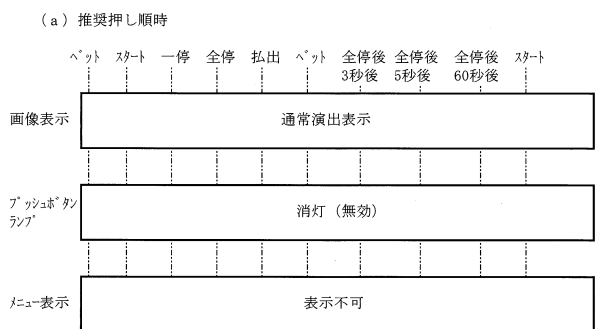 (a) 推奨押し順時
ﾍﾞｯﾄ ｽﾀｰﾄ 一停 全停 払出 ﾍﾞｯﾄ 全停後 全停後 全停後 ｽﾀｰﾄ
3秒後 5秒後 60秒後
画像表示 通常演出表示
ﾌﾟｯｼｭﾎﾞﾀﾝ
ﾗﾝﾌﾟ 消灯 (無効)
ﾒﾆｭｰ表示 表示不可